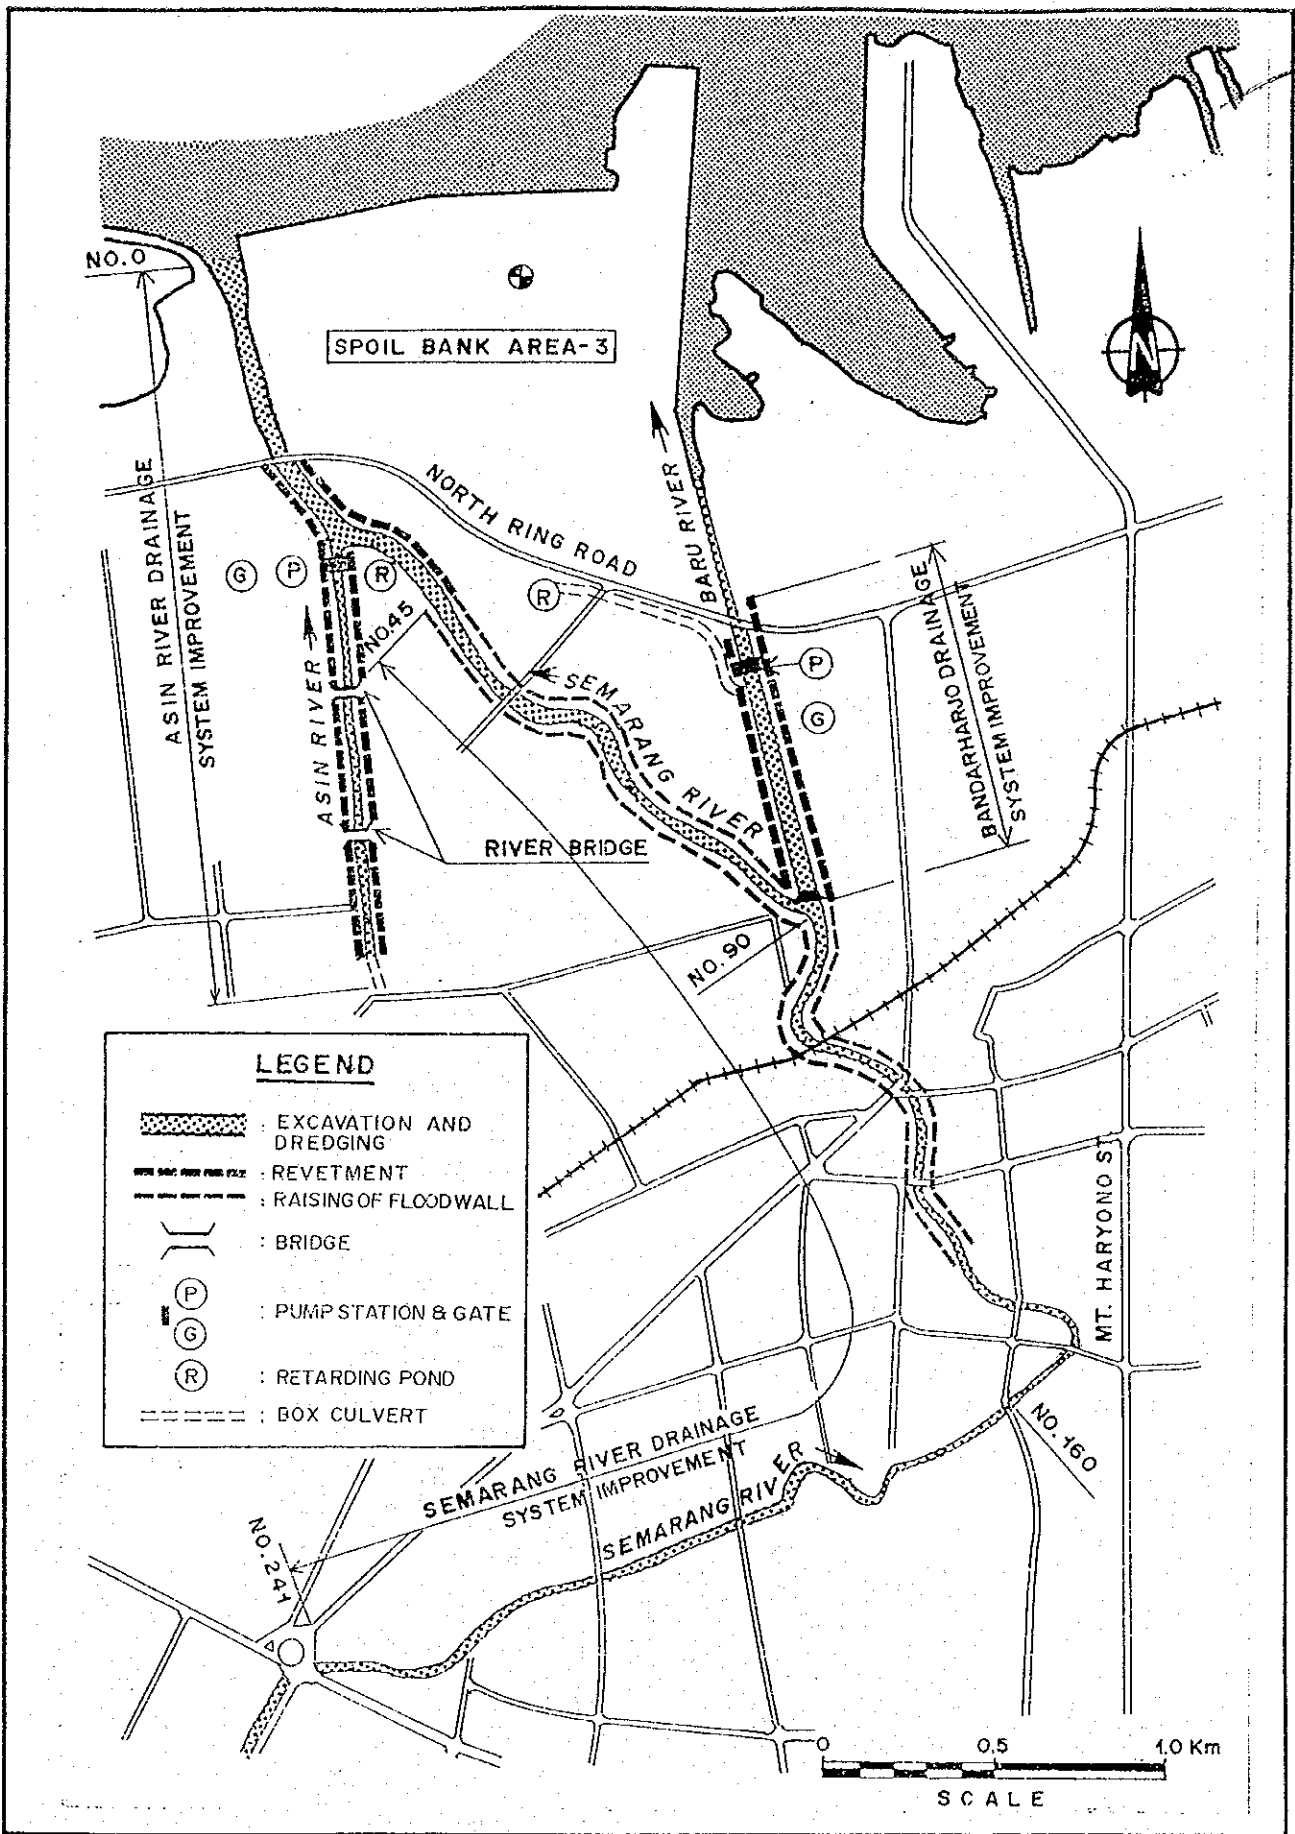 NO.0
SPOIL BANK AREA-3
N
ASIN RIVER DRAINAGE
SYSTEM IMPROVEMENT
NORTH RING ROAD
BARU RIVER
G
P
R
R
NO.45
ASIN RIVER
SEMARANG RIVER
P
G
BANDARHARJO DRAINAGE
SYSTEM IMPROVEMENT
RIVER BRIDGE
NO.90
LEGEND
: EXCAVATION AND
DREDGING
: REVETMENT
: RAISING OF FLOODWALL
: BRIDGE
P
G
: PUMP STATION & GATE
R
: RETARDING POND
: BOX CULVERT
MT. HARYONO ST.
NO.160
SEMARANG RIVER DRAINAGE
SYSTEM IMPROVEMENT
SEMARANG RIVER
NO.241
0 0.5 1.0 Km
SCALE